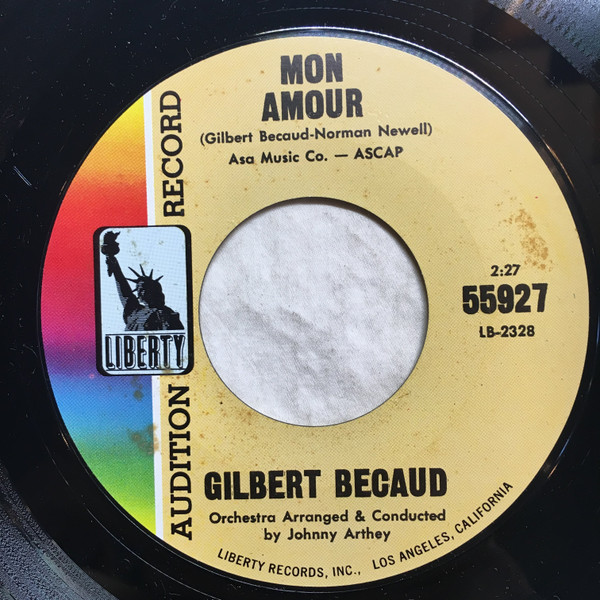 MON
AMOUR
(Gilbert Becaud-Norman Newell)
Asa Music Co. — ASCAP
AUDITION RECORD
LIBERTY
2:27
55927
LB-2328
GILBERT BECAUD
Orchestra Arranged & Conducted
by Johnny Arthey
LIBERTY RECORDS, INC., LOS ANGELES, CALIFORNIA